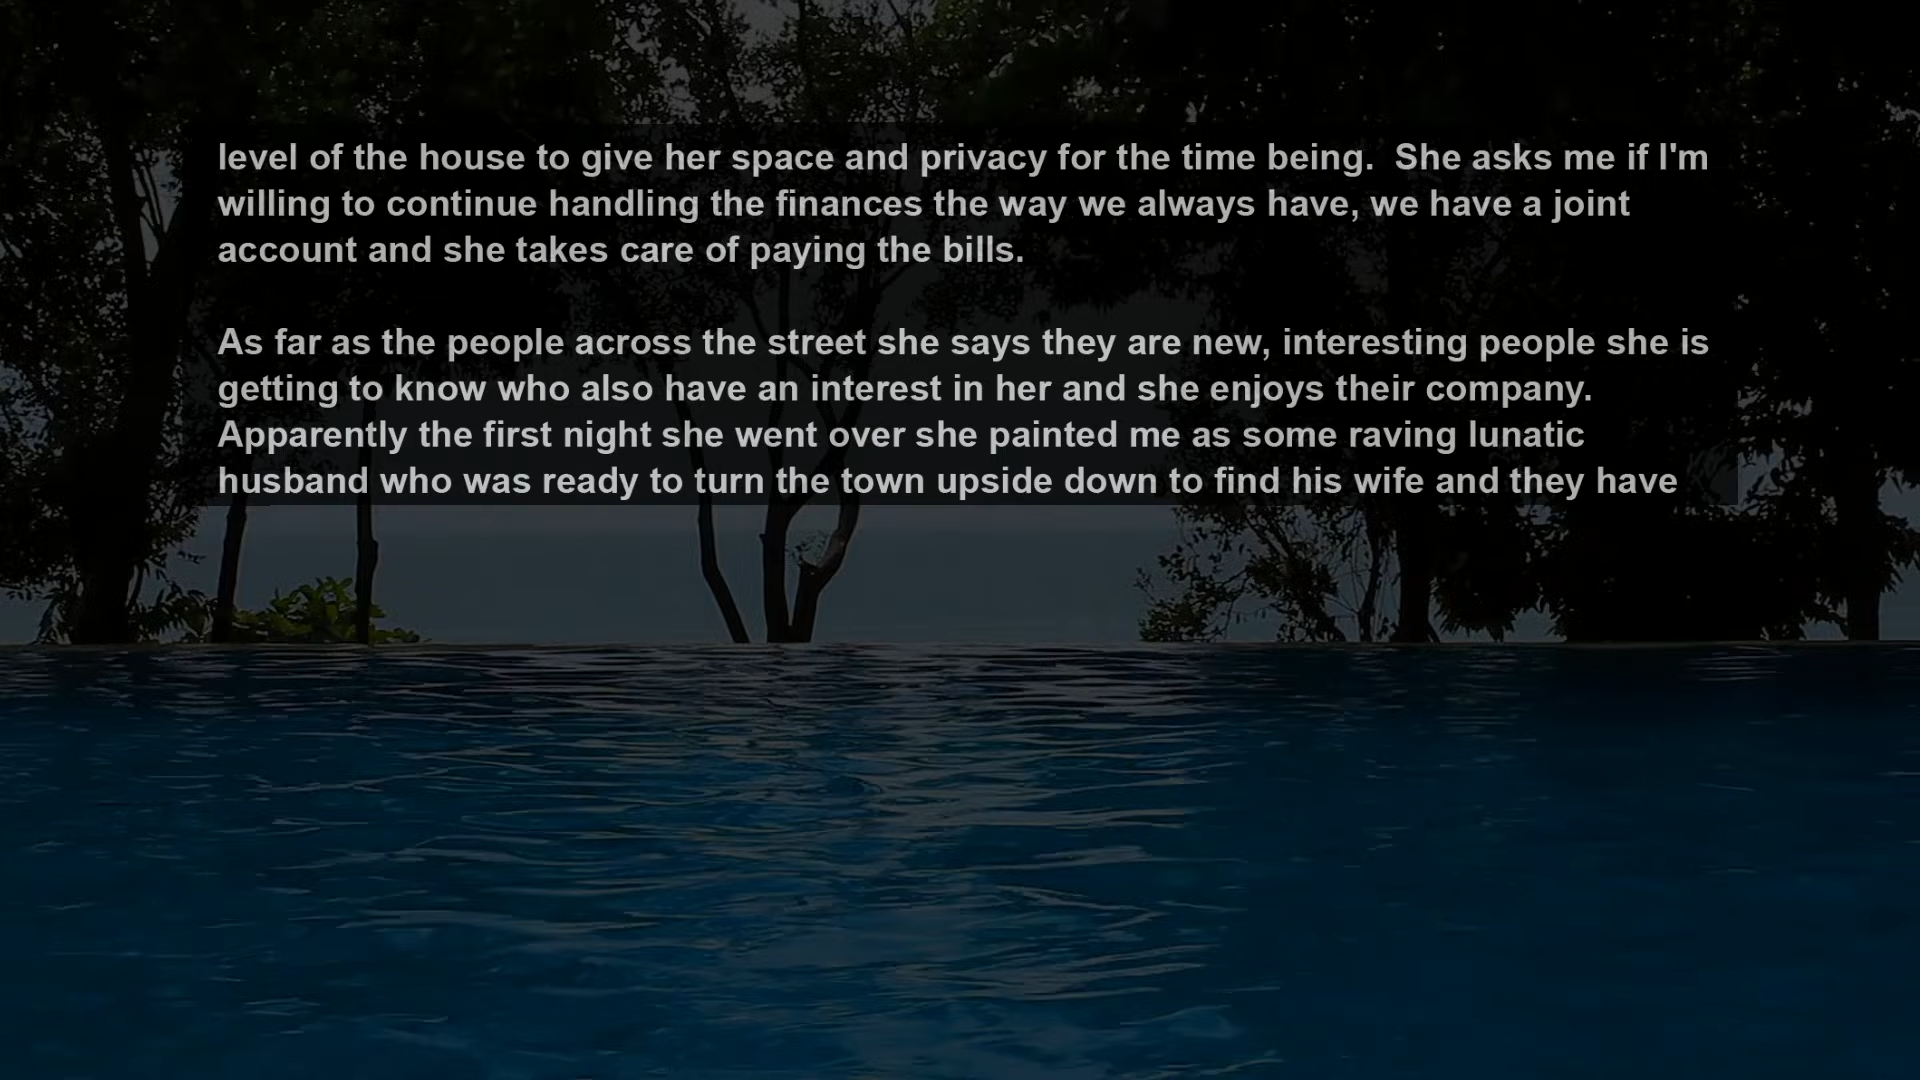 level of the house to give her space and privacy for the time being.  She asks me if I'm
willing to continue handling the finances the way we always have, we have a joint
account and she takes care of paying the bills.
As far as the people across the street she says they are new, interesting people she is
getting to know who also have an interest in her and she enjoys their company.
Apparently the first night she went over she painted me as some raving lunatic
husband who was ready to turn the town upside down to find his wife and they have